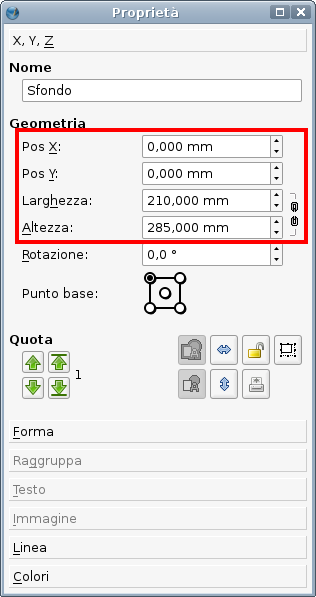 Proprietà
X, Y, Z
Nome
Sfondo
Geometria
Pos X: 0,000 mm
Pos Y: 0,000 mm
Larghezza: 210,000 mm
Altezza: 285,000 mm
Rotazione: 0,0 °
Punto base:
Quota
1
Forma
Raggruppa
Testo
Immagine
Linea
Colori